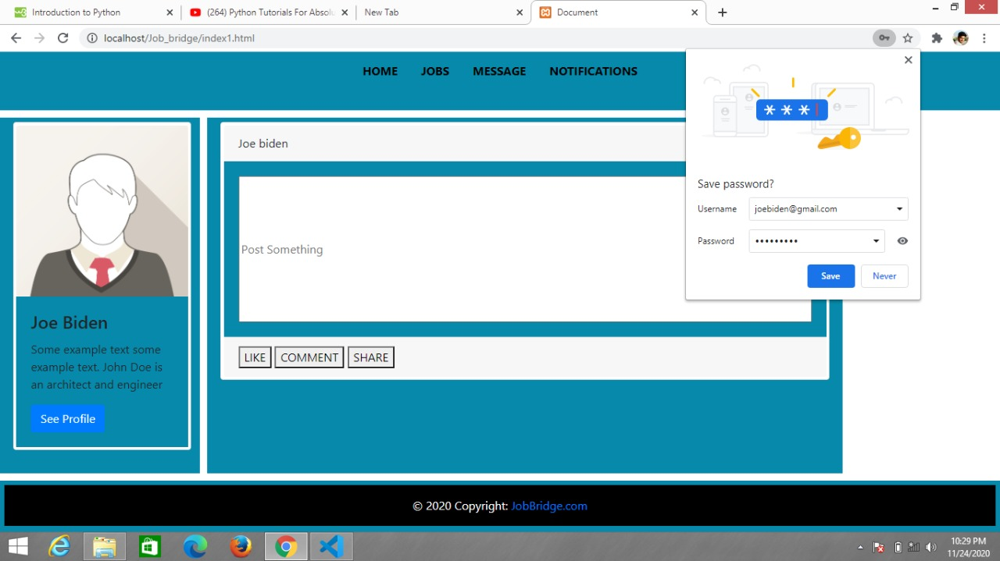 Introduction to Python
(264) Python Tutorials For Absolu
New Tab
Document
localhost/Job_bridge/index1.html
HOME JOBS MESSAGE NOTIFICATIONS
***
Save password?
Username joebiden@gmail.com
Password •••••••••
Save Never
Joe biden
Post Something
LIKE COMMENT SHARE
Joe Biden
Some example text some
example text. John Doe is
an architect and engineer
See Profile
© 2020 Copyright: JobBridge.com
10:29 PM
11/24/2020